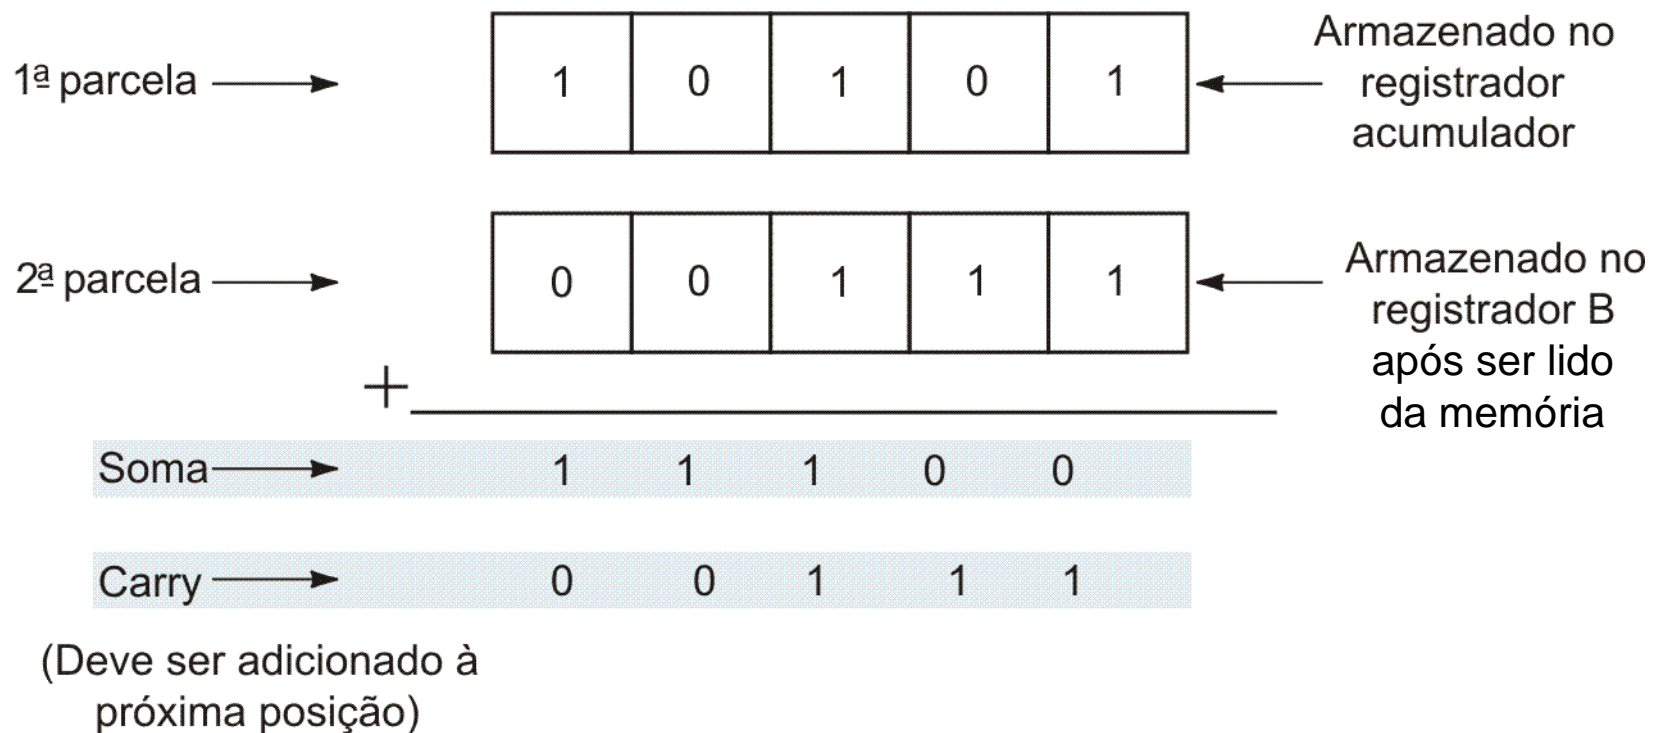 1ª parcela
1 0 1 0 1
Armazenado no
registrador
acumulador
2ª parcela
0 0 1 1 1
Armazenado no
registrador B
após ser lido
da memória
+
Soma
1 1 1 0 0
Carry
0 0 1 1 1
(Deve ser adicionado à
próxima posição)